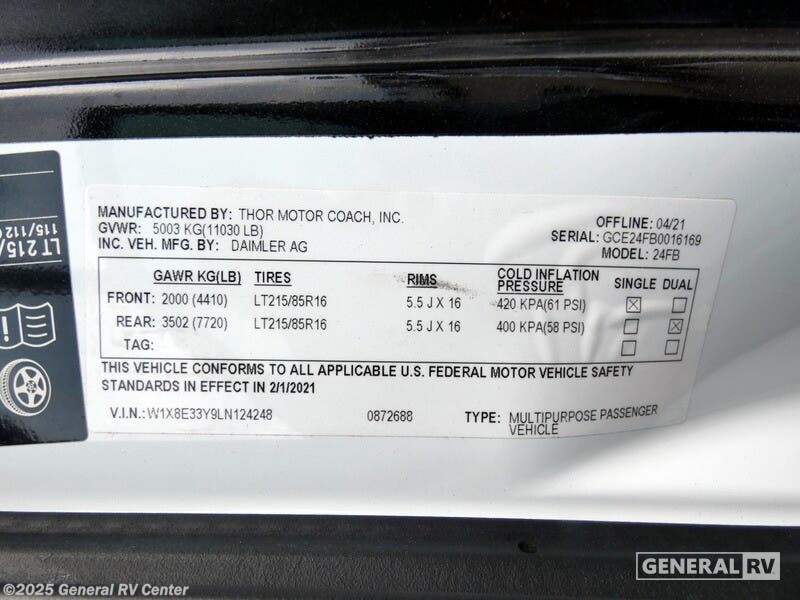 LT215/
115/112
MANUFACTURED BY: THOR MOTOR COACH, INC.
GVWR: 5003 KG(11030 LB)
INC. VEH. MFG. BY: DAIMLER AG
OFFLINE: 04/21
SERIAL: GCE24FB0016169
MODEL: 24FB
GAWR KG(LB) TIRES RIMS COLD INFLATION PRESSURE SINGLE DUAL
FRONT: 2000 (4410) LT215/85R16 5.5 J X 16 420 KPA(61 PSI)
REAR: 3502 (7720) LT215/85R16 5.5 J X 16 400 KPA(58 PSI)
TAG:
THIS VEHICLE CONFORMS TO ALL APPLICABLE U.S. FEDERAL MOTOR VEHICLE SAFETY
STANDARDS IN EFFECT IN 2/1/2021
V.I.N.: W1X8E33Y9LN124248 0872688 TYPE: MULTIPURPOSE PASSENGER
VEHICLE
GENERAL RV
©2025 General RV Center